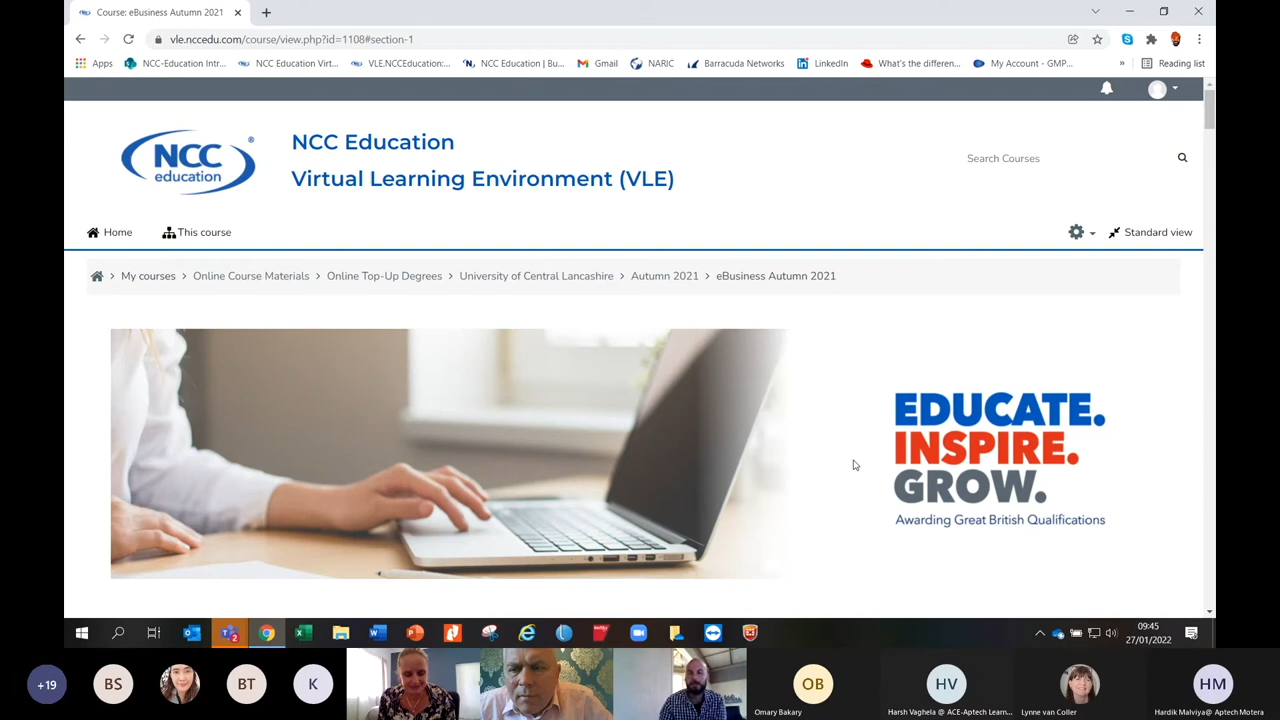 Course: eBusiness Autumn 2021
vle.nccedu.com/course/view.php?id=1108#section-1
Apps NCC-Education Intr... NCC Education Virt... VLE.NCCEducation:... NCC Education | Bu... Gmail NARIC Barracuda Networks LinkedIn What's the differen... My Account - GMP... » Reading list
NCC ®
education
NCC Education
Virtual Learning Environment (VLE)
Search Courses
Home This course Standard view
My courses > Online Course Materials > Online Top-Up Degrees > University of Central Lancashire > Autumn 2021 > eBusiness Autumn 2021
EDUCATE.
INSPIRE.
GROW.
Awarding Great British Qualifications
09:45
27/01/2022
+19 BS BT K OB HV HM
Omary Bakary Harsh Vaghela @ ACE-Aptech Learn... Lynne van Coller Hardik Malviya@ Aptech Motera